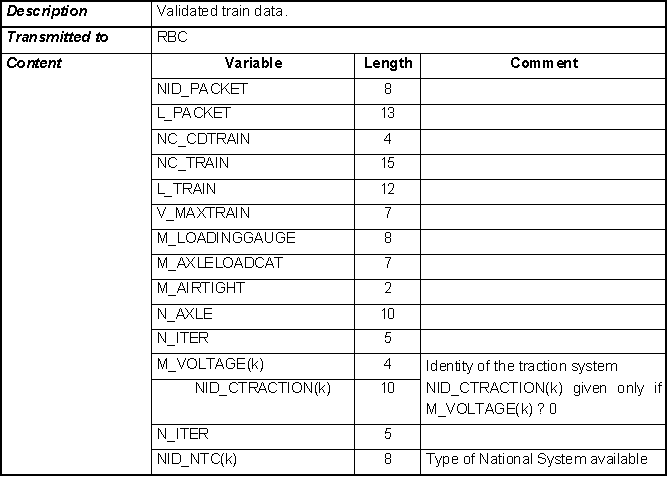 Description Validated train data.
Transmitted to RBC
Content Variable Length Comment
NID_PACKET 8
L_PACKET 13
NC_CDTRAIN 4
NC_TRAIN 15
L_TRAIN 12
V_MAXTRAIN 7
M_LOADINGGAUGE 8
M_AXLELOADCAT 7
M_AIRTIGHT 2
N_AXLE 10
N_ITER 5
M_VOLTAGE(k) 4 Identity of the traction system
NID_CTRACTION(k) 10 NID_CTRACTION(k) given only if
M_VOLTAGE(k) ? 0
N_ITER 5
NID_NTC(k) 8 Type of National System available